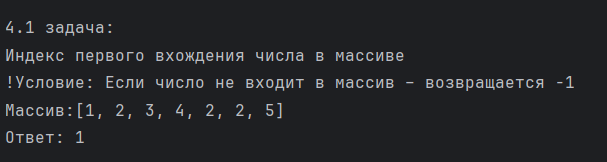 4.1 задача:
Индекс первого вхождения числа в массиве
!Условие: Если число не входит в массив – возвращается -1
Массив:[1, 2, 3, 4, 2, 2, 5]
Ответ: 1